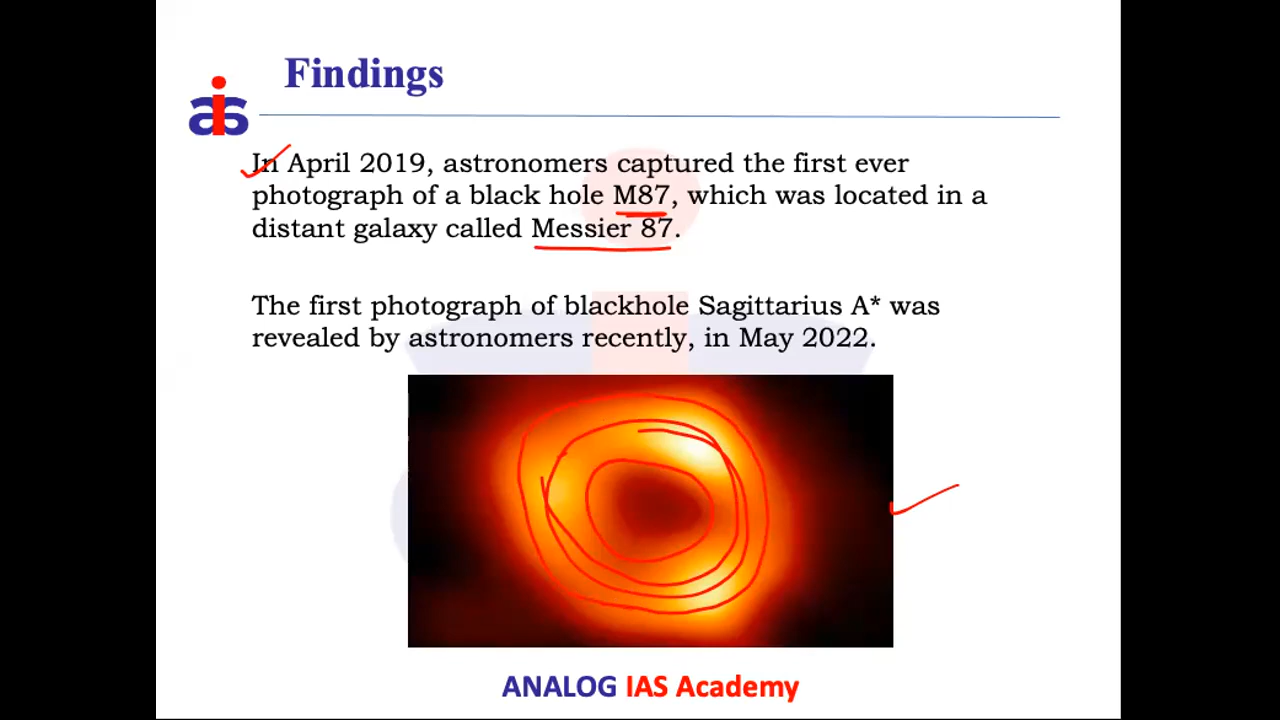 Findings
ais
In April 2019, astronomers captured the first ever
photograph of a black hole M87, which was located in a
distant galaxy called Messier 87.
The first photograph of blackhole Sagittarius A* was
revealed by astronomers recently, in May 2022.
ANALOG IAS Academy